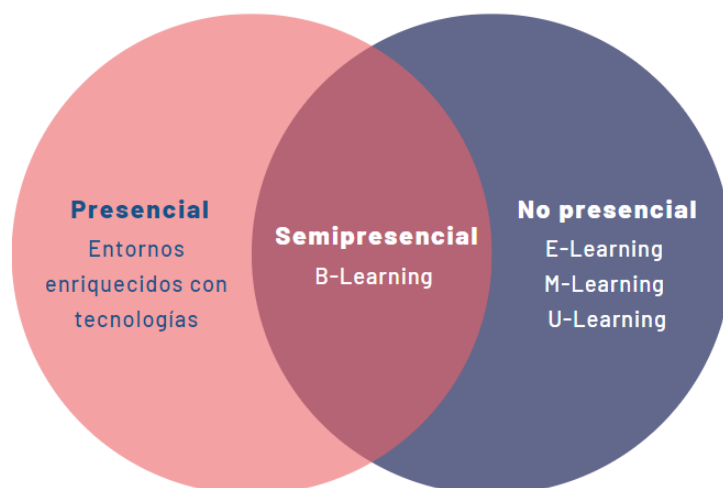 Presencial
Entornos
enriquecidos con
tecnologías
Semipresencial
B-Learning
No presencial
E-Learning
M-Learning
U-Learning